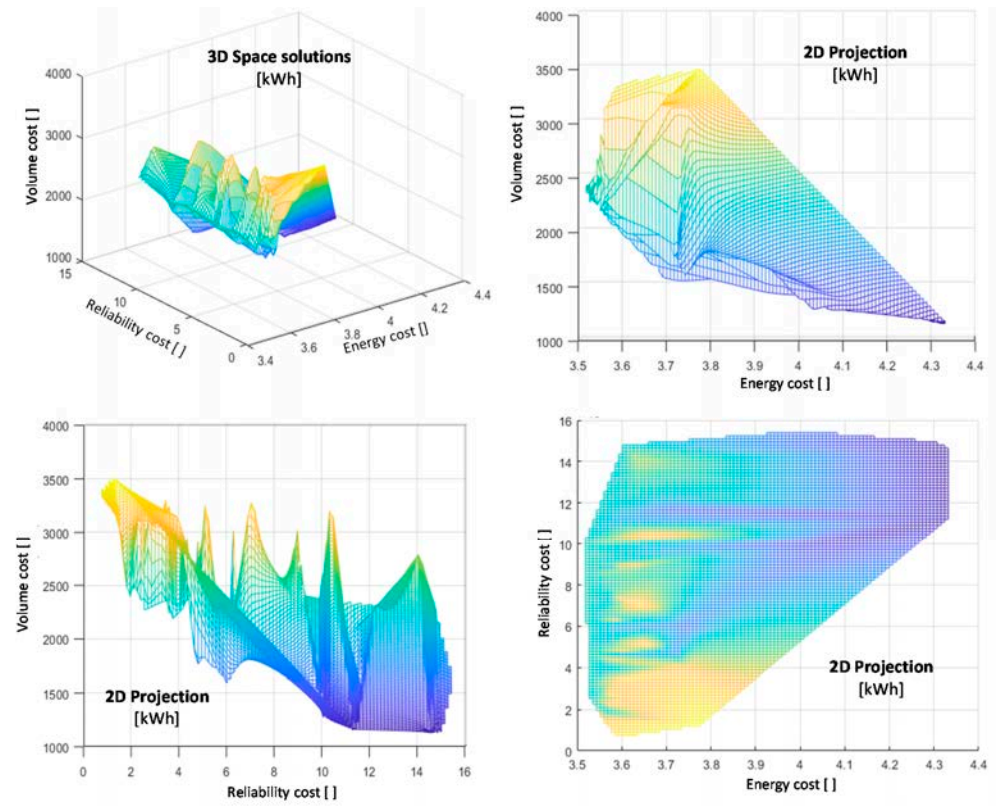 3D Space solutions
[kWh]
4000
3000
2000
1000
Volume cost [ ]
15
10
5
0
Reliability cost [ ]
3.4
3.6
3.8
4
4.2
4.4
Energy cost []
2D Projection
[kWh]
4000
3500
3000
2500
2000
1500
1000
Volume cost [ ]
3.5 3.6 3.7 3.8 3.9 4 4.1 4.2 4.3 4.4
Energy cost [ ]
4000
3500
3000
2500
2000
1500
1000
Volume cost [ ]
2D Projection
[kWh]
0 2 4 6 8 10 12 14 16
Reliability cost [ ]
16
14
12
10
8
6
4
2
0
Reliability cost [ ]
2D Projection
[kWh]
3.5 3.6 3.7 3.8 3.9 4 4.1 4.2 4.3 4.4
Energy cost [ ]